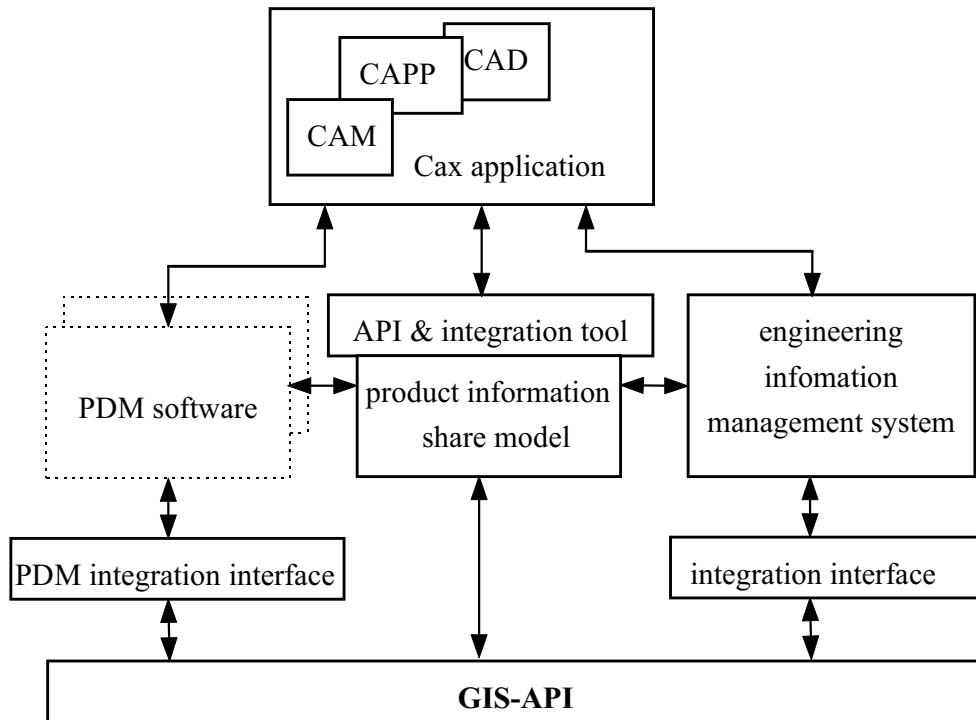 CAD
CAPP
CAM
Cax application
API & integration tool
PDM software
product information
share model
engineering
infomation
management system
PDM integration interface
integration interface
GIS-API